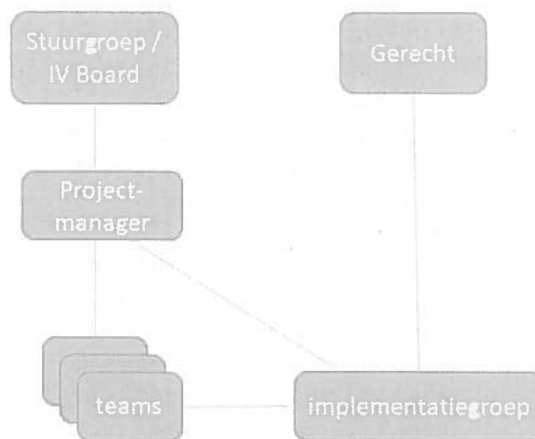 Stuurgroep /
IV Board
Gerecht
Project-
manager
teams
implementatiegroep